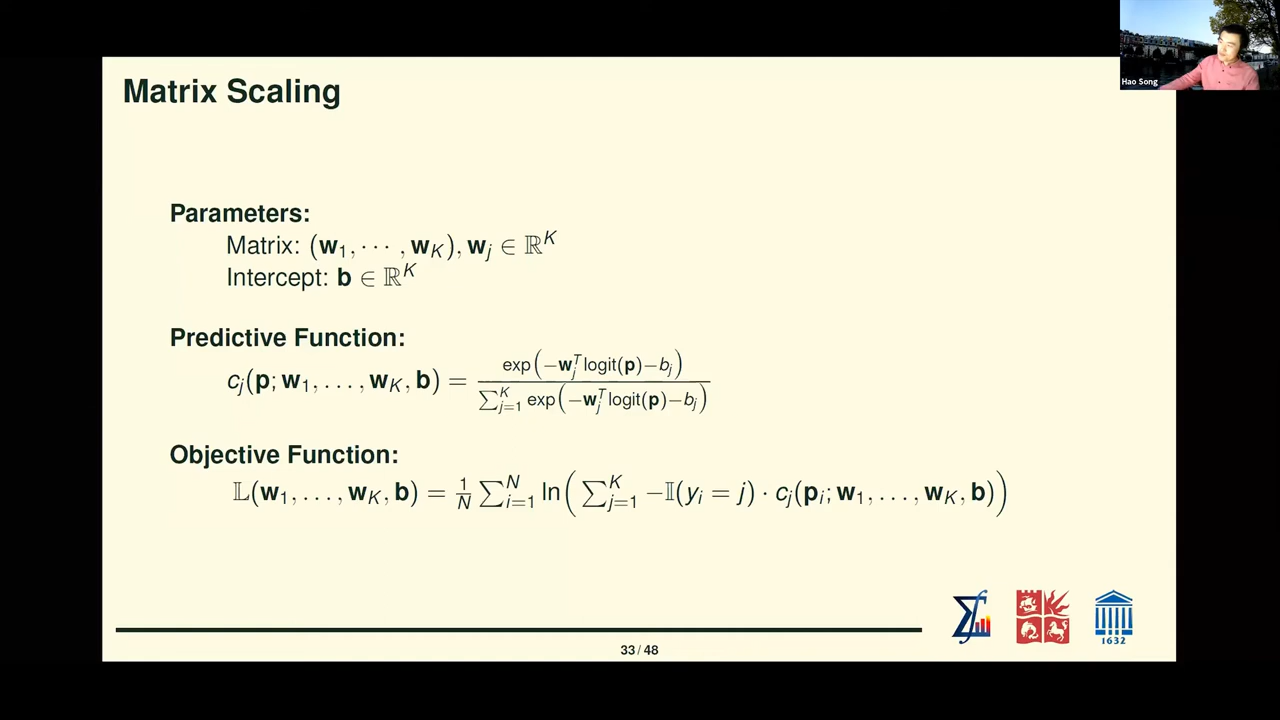 Hao Song
Matrix Scaling
Parameters:
Matrix: (w₁, ··· , w_K), w_j ∈ ℝ^K
Intercept: b ∈ ℝ^K
Predictive Function:
c_j(p; w₁, . . . , w_K, b) = exp(−w_j^T logit(p)−b_j) / ∑_{j=1}^K exp(−w_j^T logit(p)−b_j)
Objective Function:
𝕃(w₁, . . . , w_K, b) = 1/N ∑_{i=1}^N ln(∑_{j=1}^K −𝕀(y_i = j) · c_j(p_i; w₁, . . . , w_K, b))
1632
33 / 48